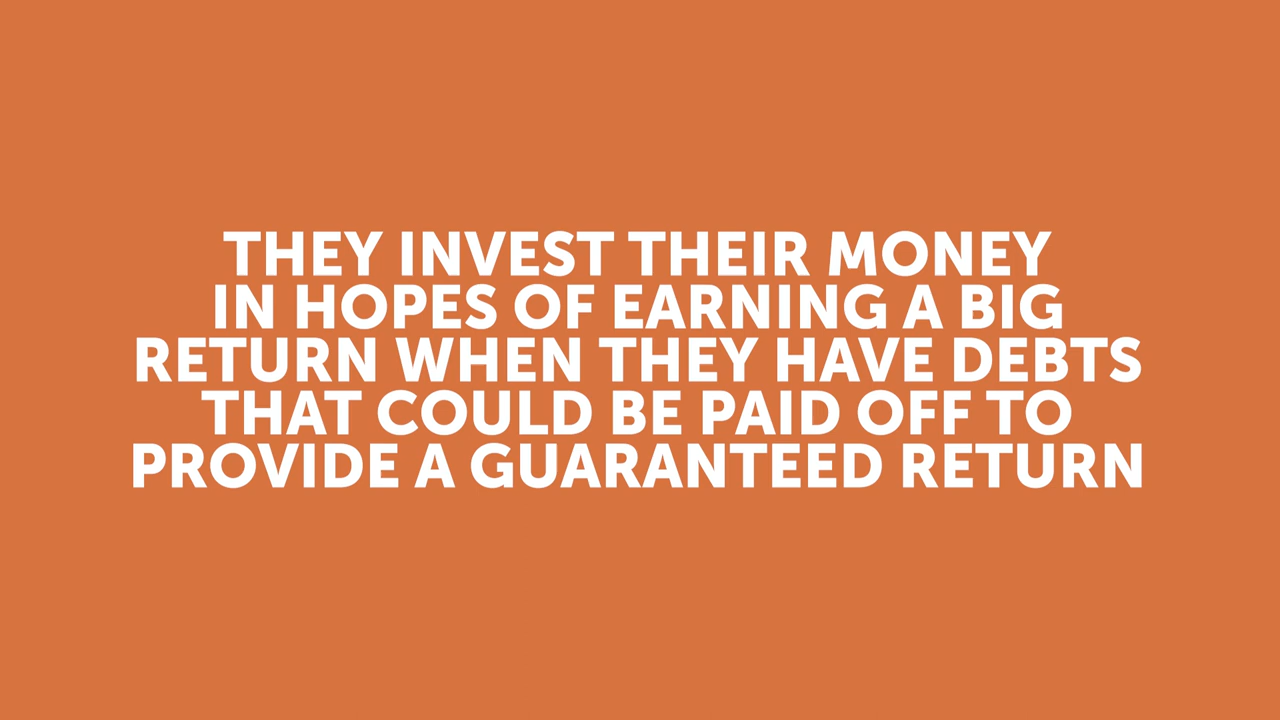 THEY INVEST THEIR MONEY
IN HOPES OF EARNING A BIG
RETURN WHEN THEY HAVE DEBTS
THAT COULD BE PAID OFF TO
PROVIDE A GUARANTEED RETURN